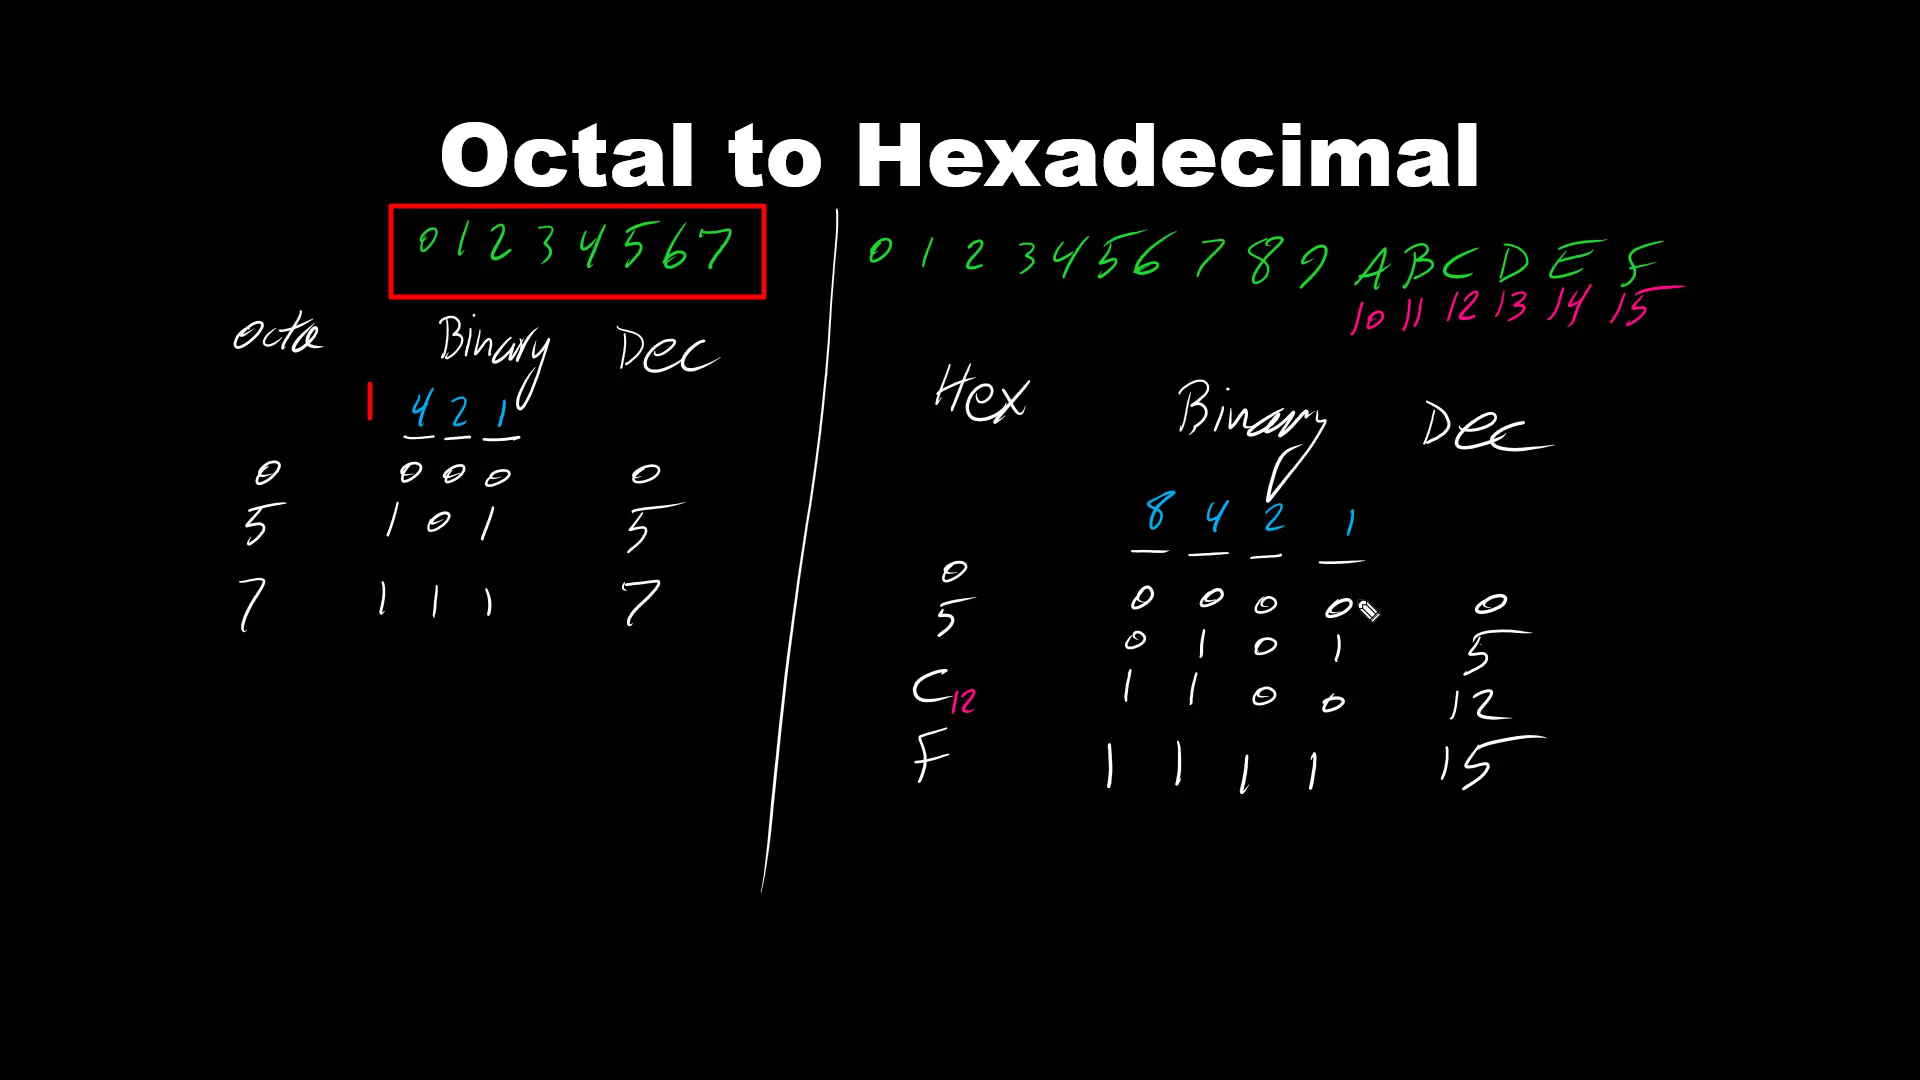 Octal to Hexadecimal
0 1 2 3 4 5 6 7
Octa Binary Dec
4 2 1
0 0 0 0 0
5 1 0 1 5
7 1 1 1 7
0 1 2 3 4 5 6 7 8 9 A B C D E F
10 11 12 13 14 15
Hex Binary Dec
8 4 2 1
0 0 0 0 0 0
5 0 1 0 1 5
C 12 1 1 0 0 12
F 1 1 1 1 15